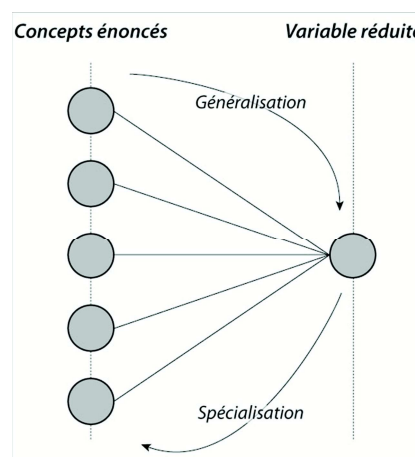 Concepts énoncés
Variable réduite
Généralisation
Spécialisation